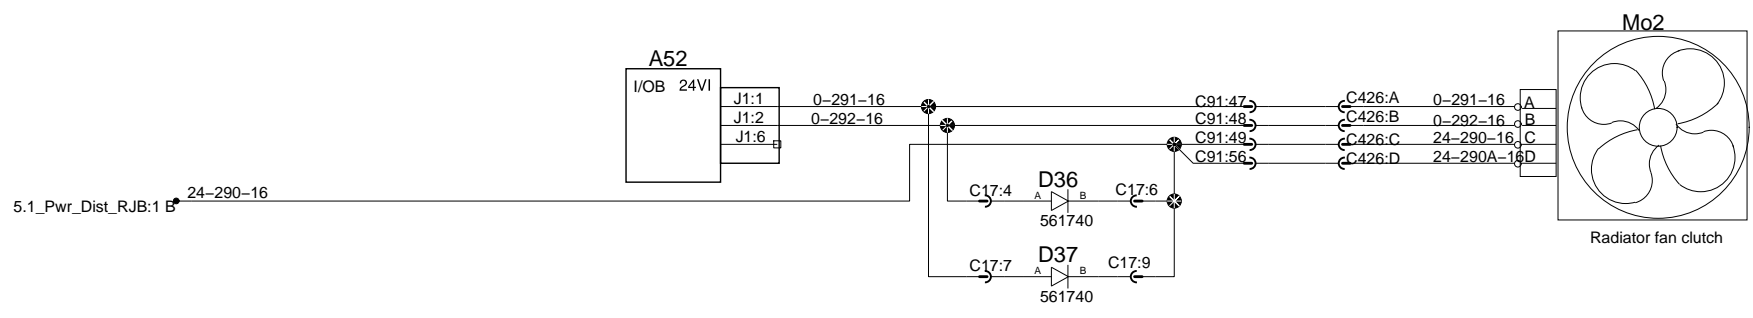 Mo2
A52
I/OB 24VI
J1:1 0-291-16 C91:47 C426:A 0-291-16 A
J1:2 0-292-16 C91:48 C426:B 0-292-16 B
J1:6 C91:49 C426:C 24-290-16 C
C91:56 C426:D 24-290A-16 D
5.1_Pwr_Dist_RJB:1 B 24-290-16
C17:4 A D36 B C17:6
561740
Radiator fan clutch
C17:7 A D37 B C17:9
561740